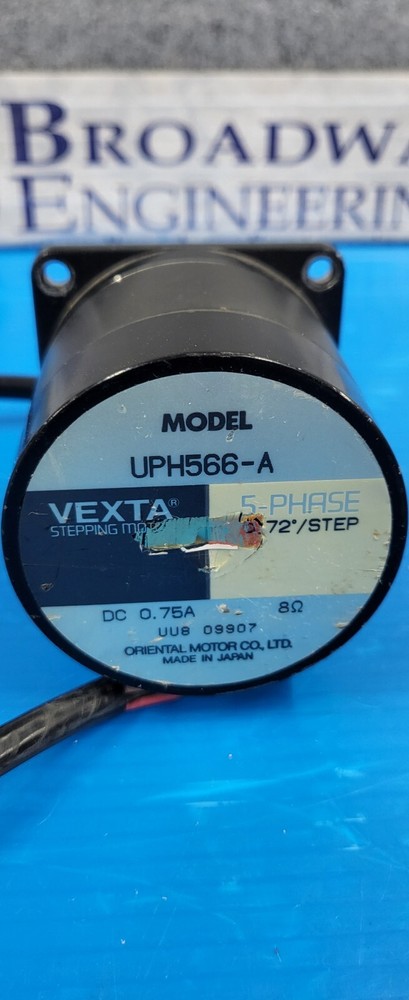 BROADWA
ENGINEERIN
MODEL
UPH566-A
VEXTA® 5-PHASE
STEPPING MOTO 72°/STEP
DC 0.75A 8Ω
UU8 09907
ORIENTAL MOTOR CO., LTD.
MADE IN JAPAN